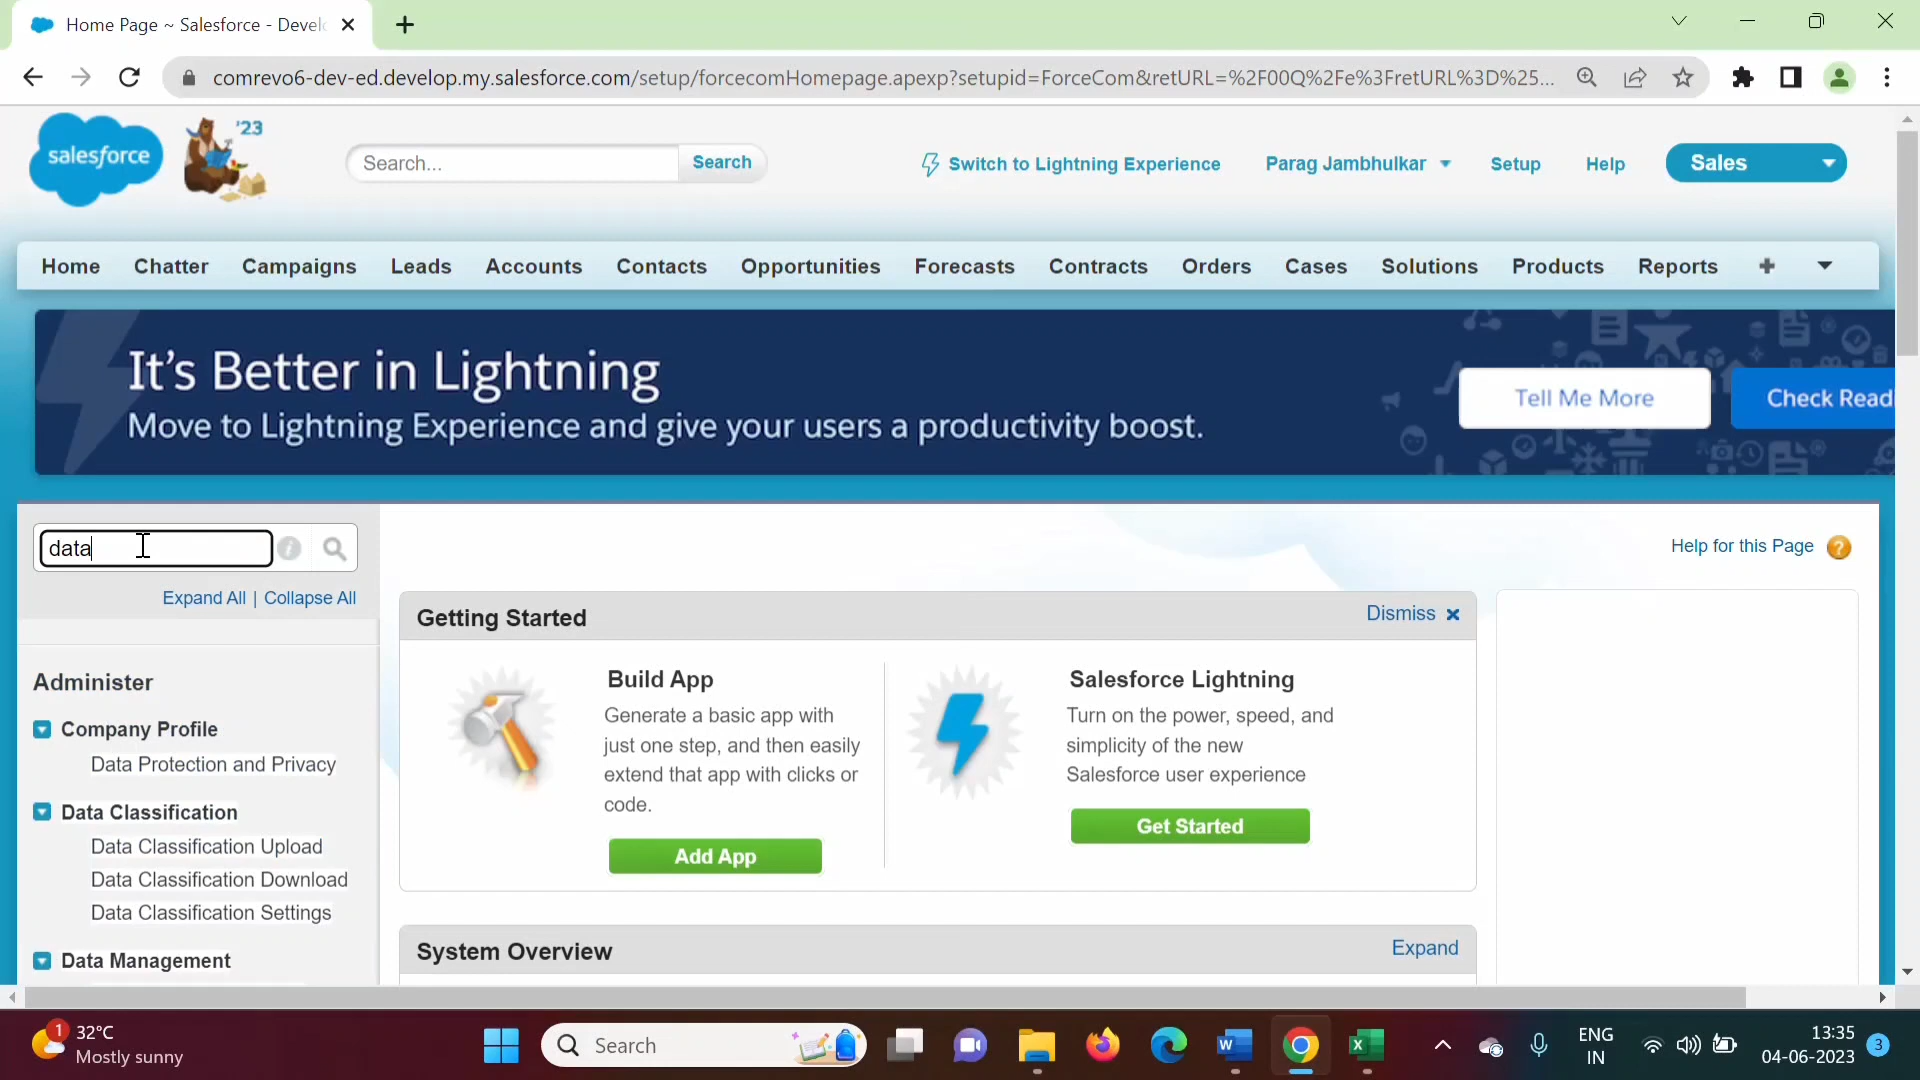 Home Page ~ Salesforce - Devel
comrevo6-dev-ed.develop.my.salesforce.com/setup/forcecomHomepage.apexp?setupid=ForceCom&retURL=%2F00Q%2Fe%3FretURL%3D%25...
salesforce
'23
Search...
Search
Switch to Lightning Experience
Parag Jambhulkar
Setup
Help
Sales
Home
Chatter
Campaigns
Leads
Accounts
Contacts
Opportunities
Forecasts
Contracts
Orders
Cases
Solutions
Products
Reports
It's Better in Lightning
Move to Lightning Experience and give your users a productivity boost.
Tell Me More
Check Readi
data
Expand All | Collapse All
Administer
Company Profile
Data Protection and Privacy
Data Classification
Data Classification Upload
Data Classification Download
Data Classification Settings
Data Management
Help for this Page
Getting Started
Dismiss
Build App
Generate a basic app with
just one step, and then easily
extend that app with clicks or
code.
Add App
Salesforce Lightning
Turn on the power, speed, and
simplicity of the new
Salesforce user experience
Get Started
System Overview
Expand
1
32°C
Mostly sunny
Search
ENG
IN
13:35
04-06-2023
3